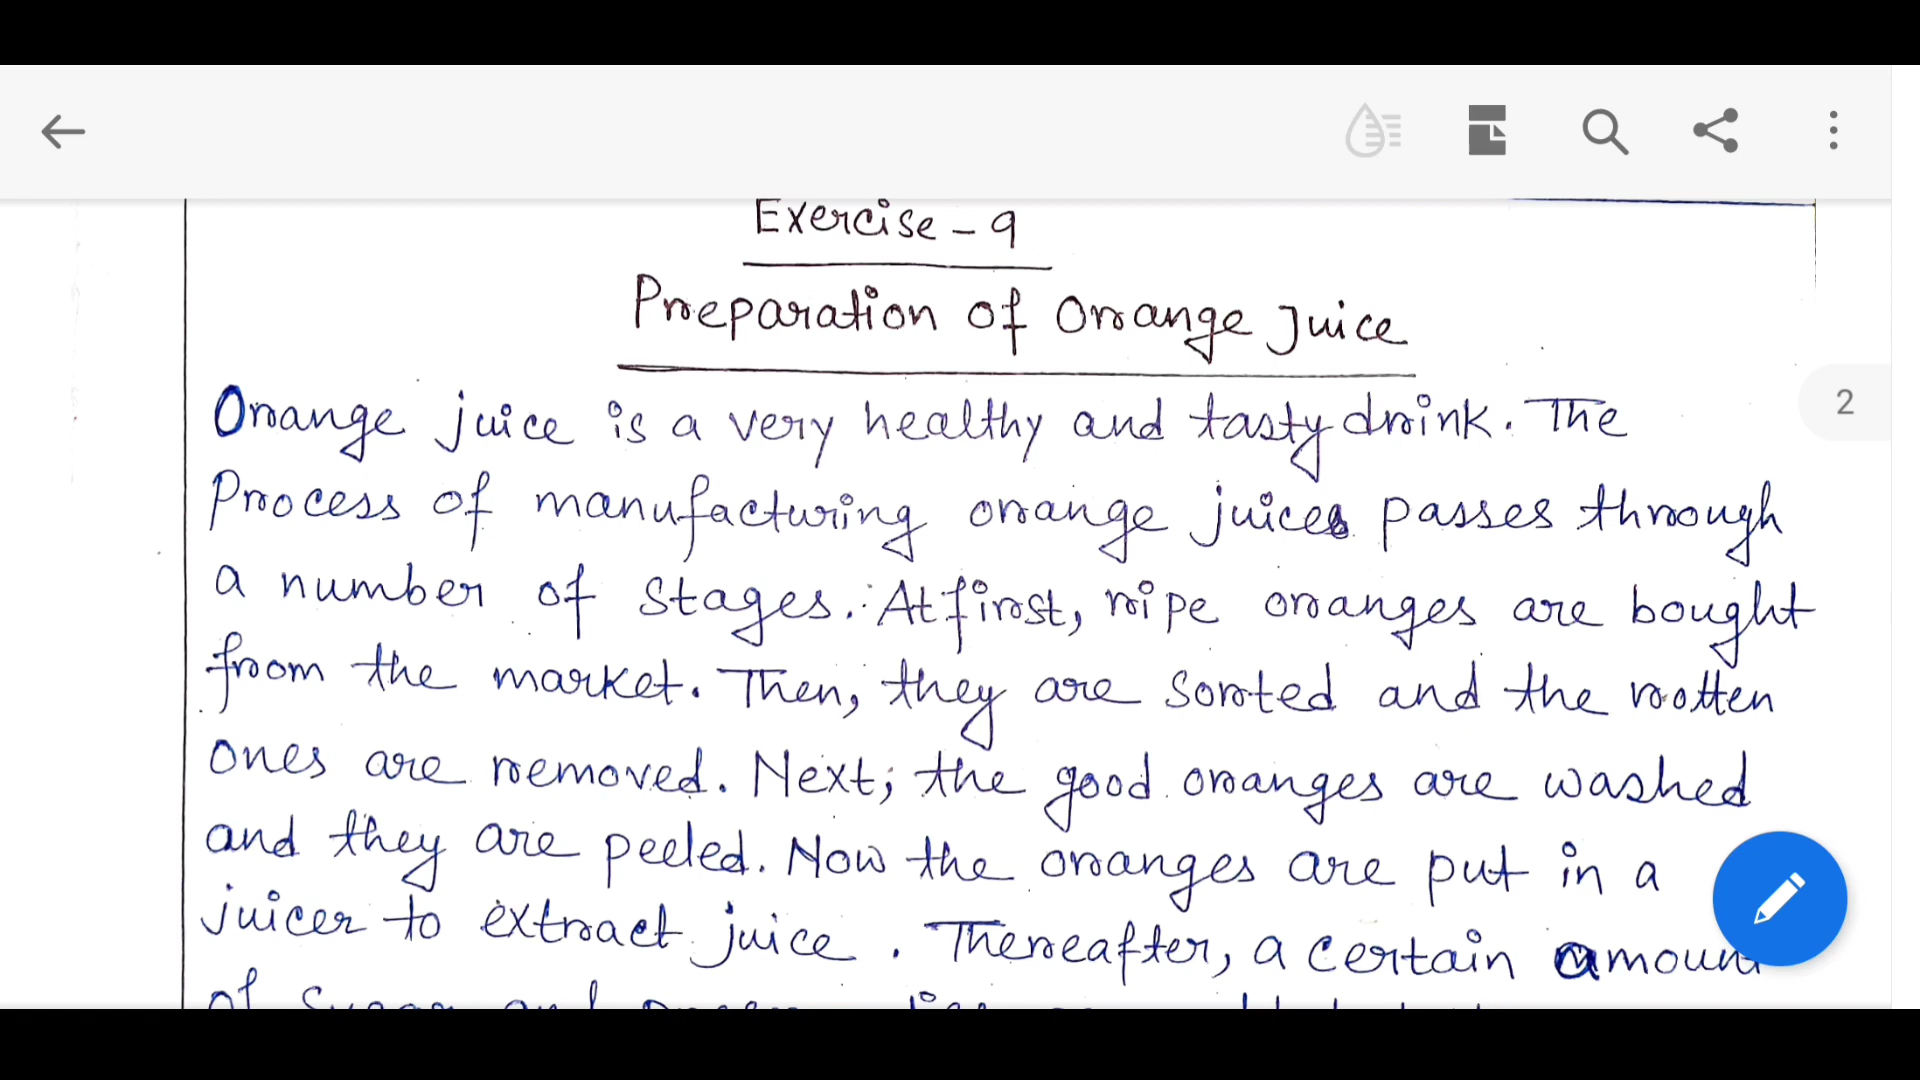 Exercise - 9
Preparation of Orange Juice
Orange juice is a very healthy and tasty drink. The
2
Process of manufacturing orange juices passes through
a number of stages. At first, ripe oranges are bought
from the market. Then, they are sorted and the rotten
ones are removed. Next, the good oranges are washed
and they are peeled. Now the oranges are put in a
juicer to extract juice. Thereafter, a certain amount